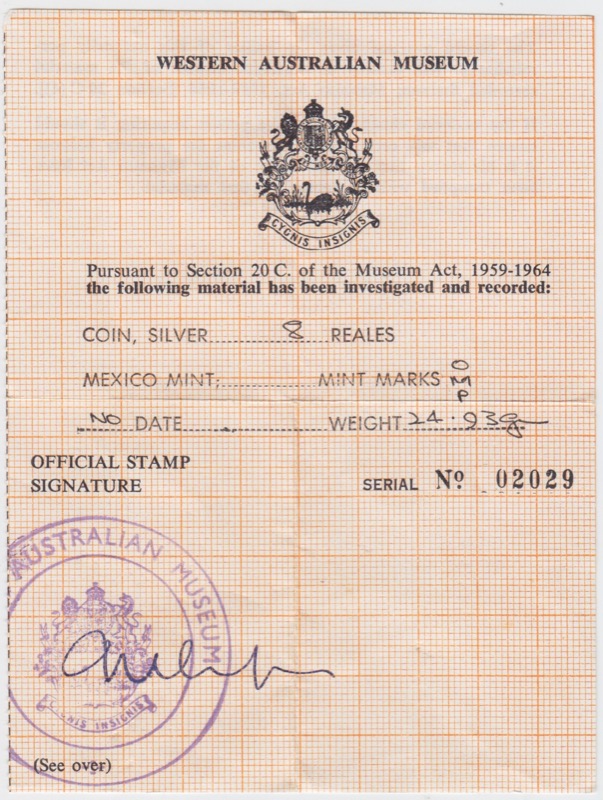 WESTERN AUSTRALIAN MUSEUM
CYGNIS INSIGNIS
Pursuant to Section 20 C. of the Museum Act, 1959-1964
the following material has been investigated and recorded:
COIN, SILVER 8 REALES
MEXICO MINT; MINT MARKS O M P
NO DATE WEIGHT 24.93g
OFFICIAL STAMP
SIGNATURE
SERIAL Nº 02029
AUSTRALIAN MUSEUM
CYGNIS INSIGNIS
(See over)